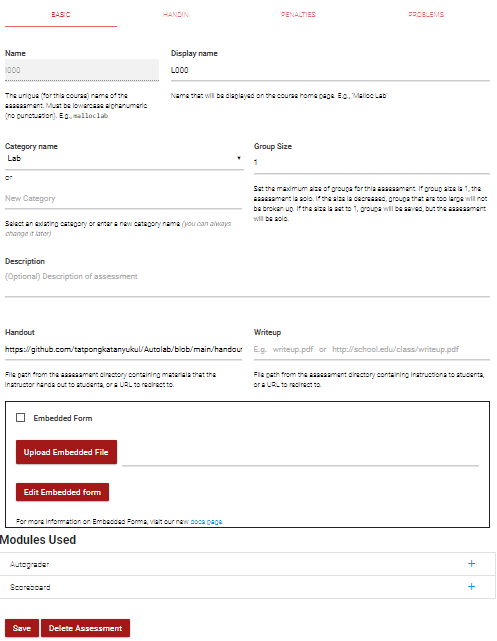 BASIC HANDIN PENALTIES PROBLEMS
Name Display name
l000 L000
The unique (for this course) name of the Name that will be displayed on the course home page. E.g., 'Malloc Lab'
assessment. Must be lowercase alphanumeric
(no punctuation). E.g., malloclab
Category name Group Size
Lab 1
or
Set the maximum size of groups for this assessment. If group size is 1, the
New Category assessment is solo. If the size is decreased, groups that are too large will not
be broken up. If the size is set to 1, groups will be saved, but the assessment
will be solo.
Select an existing category or enter a new category name (you can always
change it later)
Description
(Optional) Description of assessment
Handout Writeup
https://github.com/tatpongkatanyukul/Autolab/blob/main/handout E.g. writeup.pdf or http://school.edu/class/writeup.pdf
File path from the assessment directory containing materials that the File path from the assessment directory containing instructions to students,
instructor hands out to students, or a URL to redirect to. or a URL to redirect to.
Embedded Form
Upload Embedded File
Edit Embedded form
For more information on Embedded Forms, visit our new docs page.
Modules Used
Autograder +
Scoreboard +
Save Delete Assessment